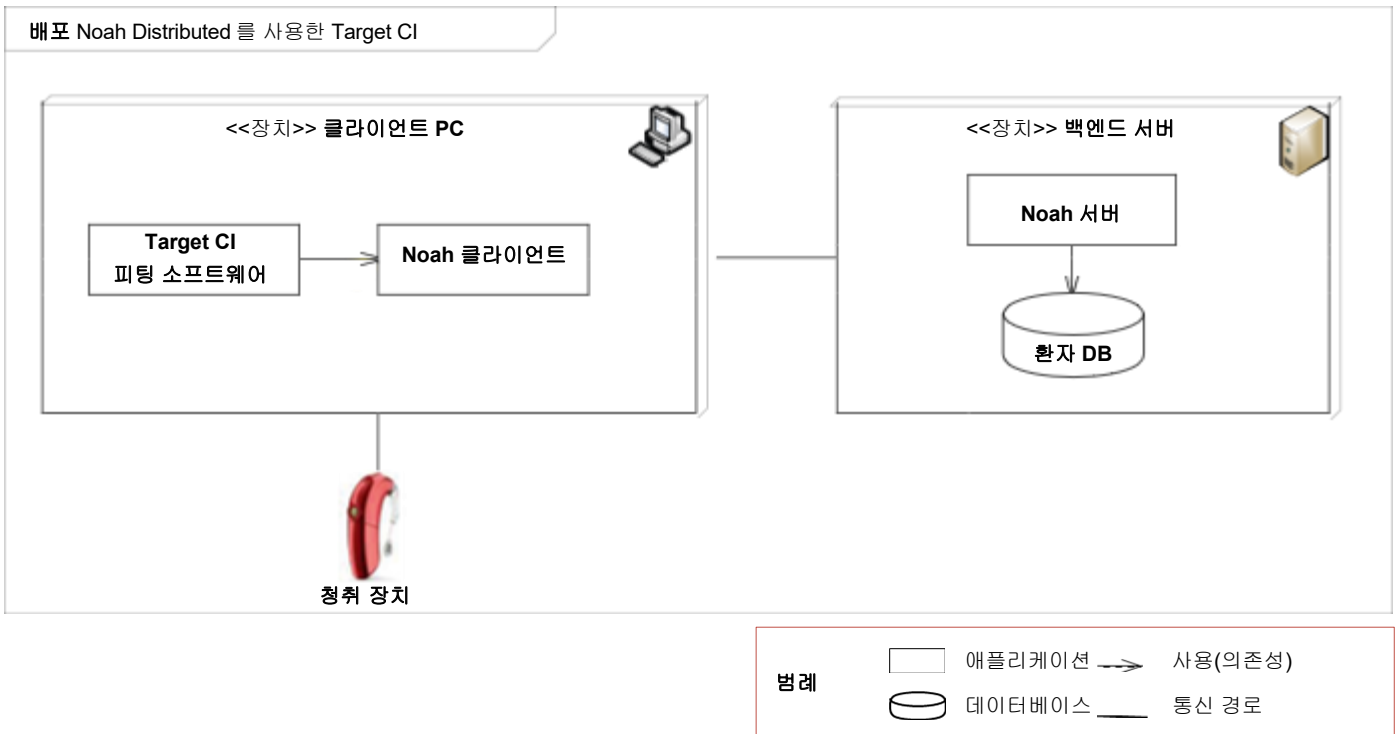 배포 Noah Distributed 를 사용한 Target CI
<<장치>> 클라이언트 PC
<<장치>> 백엔드 서버
Target CI
피팅 소프트웨어
Noah 클라이언트
Noah 서버
환자 DB
청취 장치
범례
애플리케이션
사용(의존성)
데이터베이스
통신 경로